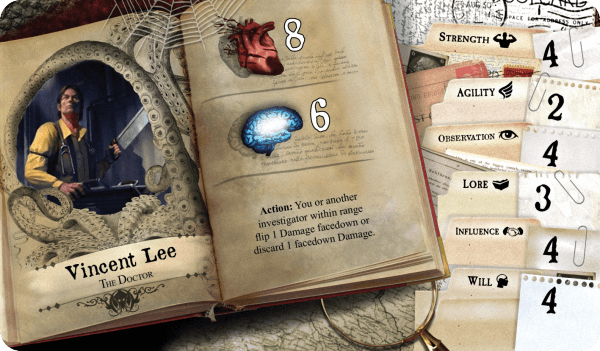 8
6
Action: You or another
investigator within range
flip 1 Damage facedown or
discard 1 facedown Damage.
Vincent Lee
The Doctor
Strength 4
Agility 2
Observation 4
Lore 3
Influence 4
Will 4